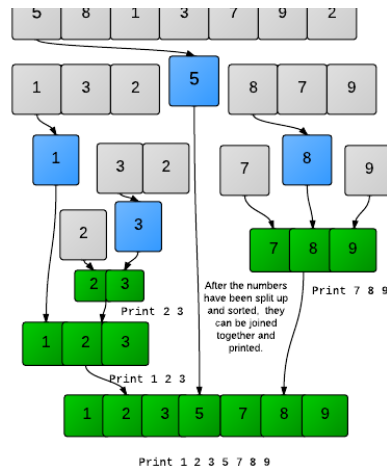 5 8 1 3 7 9 2
1 3 2
5
8 7 9
1
3 2
7
8
9
2
3
7 8 9
2 3
After the numbers
have been split up
and sorted, they
can be joined
together and
printed.
Print 7 8 9
Print 2 3
1 2 3
Print 1 2 3
1 2 3 5 7 8 9
Print 1 2 3 5 7 8 9